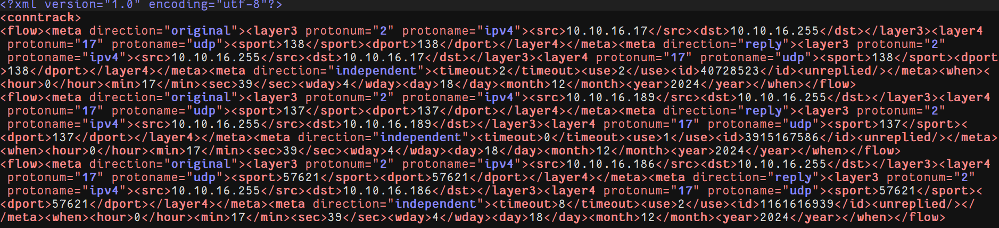 <?xml version="1.0" encoding="utf-8"?>
<conntrack>
<flow><meta direction="original"><layer3 protonum="2" protoname="ipv4"><src>10.10.16.17</src><dst>10.10.16.255</dst></layer3><layer4
protonum="17" protoname="udp"><sport>138</sport><dport>138</dport></layer4></meta><meta direction="reply"><layer3 protonum="2"
protoname="ipv4"><src>10.10.16.255</src><dst>10.10.16.17</dst></layer3><layer4 protonum="17" protoname="udp"><sport>138</sport><dport
>138</dport></layer4></meta><meta direction="independent"><timeout>2</timeout><use>2</use><id>40728523</id><unreplied/></meta><when><
<hour>0</hour><min>17</min><sec>39</sec><wday>4</wday><day>18</day><month>12</month><year>2024</year></when></flow>
<flow><meta direction="original"><layer3 protonum="2" protoname="ipv4"><src>10.10.16.189</src><dst>10.10.16.255</dst></layer3><layer4
protonum="17" protoname="udp"><sport>137</sport><dport>137</dport></layer4></meta><meta direction="reply"><layer3 protonum="2"
protoname="ipv4"><src>10.10.16.255</src><dst>10.10.16.189</dst></layer3><layer4 protonum="17" protoname="udp"><sport>137</sport><
<dport>137</dport></layer4></meta><meta direction="independent"><timeout>0</timeout><use>1</use><id>3915167586</id><unreplied/></meta>
<when><hour>0</hour><min>17</min><sec>39</sec><wday>4</wday><day>18</day><month>12</month><year>2024</year></when></flow>
<flow><meta direction="original"><layer3 protonum="2" protoname="ipv4"><src>10.10.16.186</src><dst>10.10.16.255</dst></layer3><layer4
protonum="17" protoname="udp"><sport>57621</sport><dport>57621</dport></layer4></meta><meta direction="reply"><layer3 protonum="2"
protoname="ipv4"><src>10.10.16.255</src><dst>10.10.16.186</dst></layer3><layer4 protonum="17" protoname="udp"><sport>57621</sport><
<dport>57621</dport></layer4></meta><meta direction="independent"><timeout>8</timeout><use>2</use><id>1161616939</id><unreplied/></
/meta><when><hour>0</hour><min>17</min><sec>39</sec><wday>4</wday><day>18</day><month>12</month><year>2024</year></when></flow>